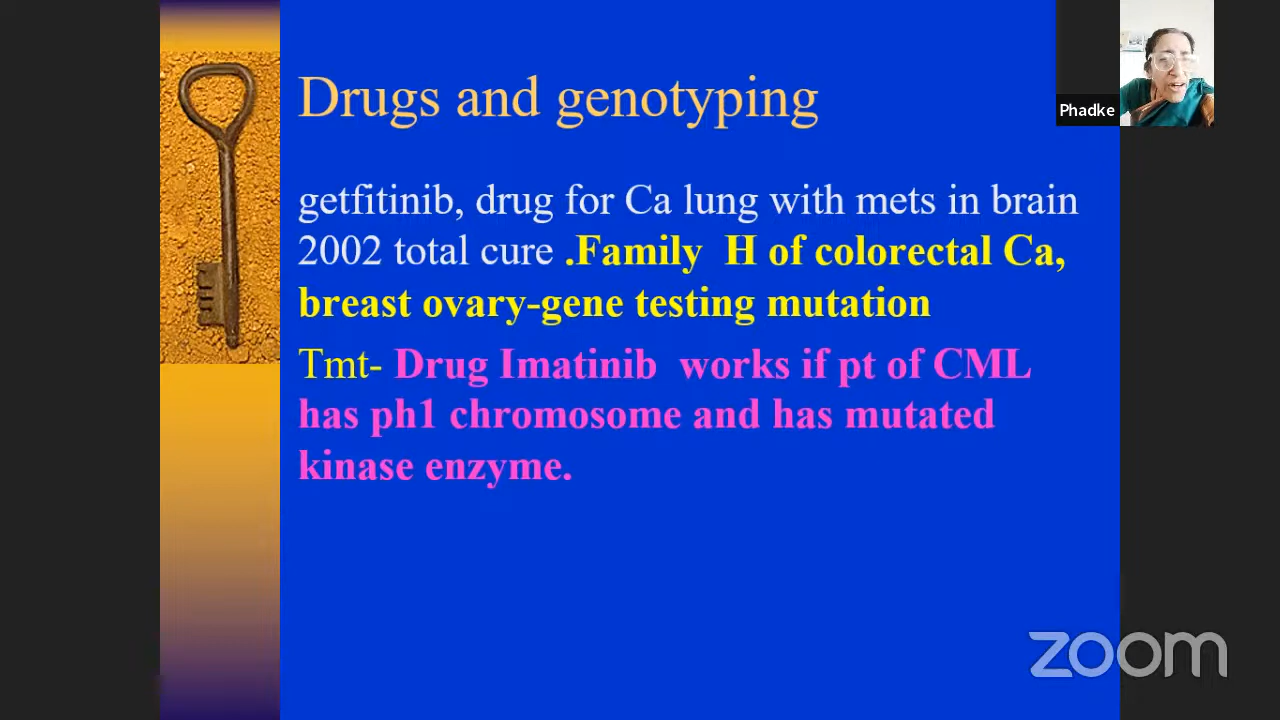 Drugs and genotyping
Phadke
getfitinib, drug for Ca lung with mets in brain
2002 total cure .Family H of colorectal Ca,
breast ovary-gene testing mutation
Tmt- Drug Imatinib works if pt of CML
has ph1 chromosome and has mutated
kinase enzyme.
zoom